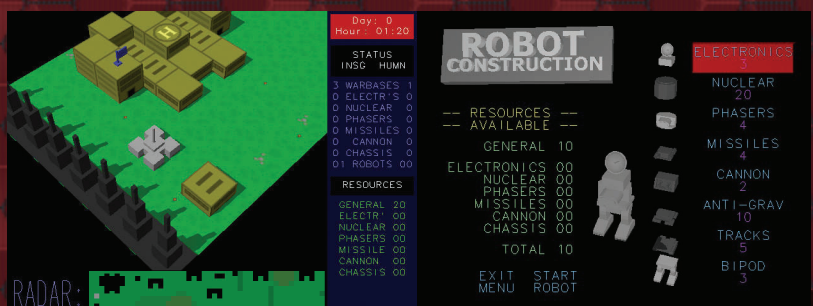 Day: 0
Hour: 01:20
STATUS
INSG HUMN
3 WARBASES 1
0 ELECTR'S 0
0 NUCLEAR 0
0 PHASERS 0
0 MISSILES 0
0 CANNON 0
0 CHASSIS 0
01 ROBOTS 00
RESOURCES
GENERAL 20
ELECTR' 00
NUCLEAR 00
PHASERS 00
MISSILE 00
CANNON 00
CHASSIS 00
RADAR:
H
ROBOT
CONSTRUCTION
-- RESOURCES --
-- AVAILABLE --
GENERAL 10
ELECTRONICS 00
NUCLEAR 00
PHASERS 00
MISSILES 00
CANNON 00
CHASSIS 00
TOTAL 10
EXIT START
MENU ROBOT
ELECTRONICS
3
NUCLEAR
20
PHASERS
4
MISSILES
4
CANNON
2
ANTI-GRAV
10
TRACKS
5
BIPOD
3